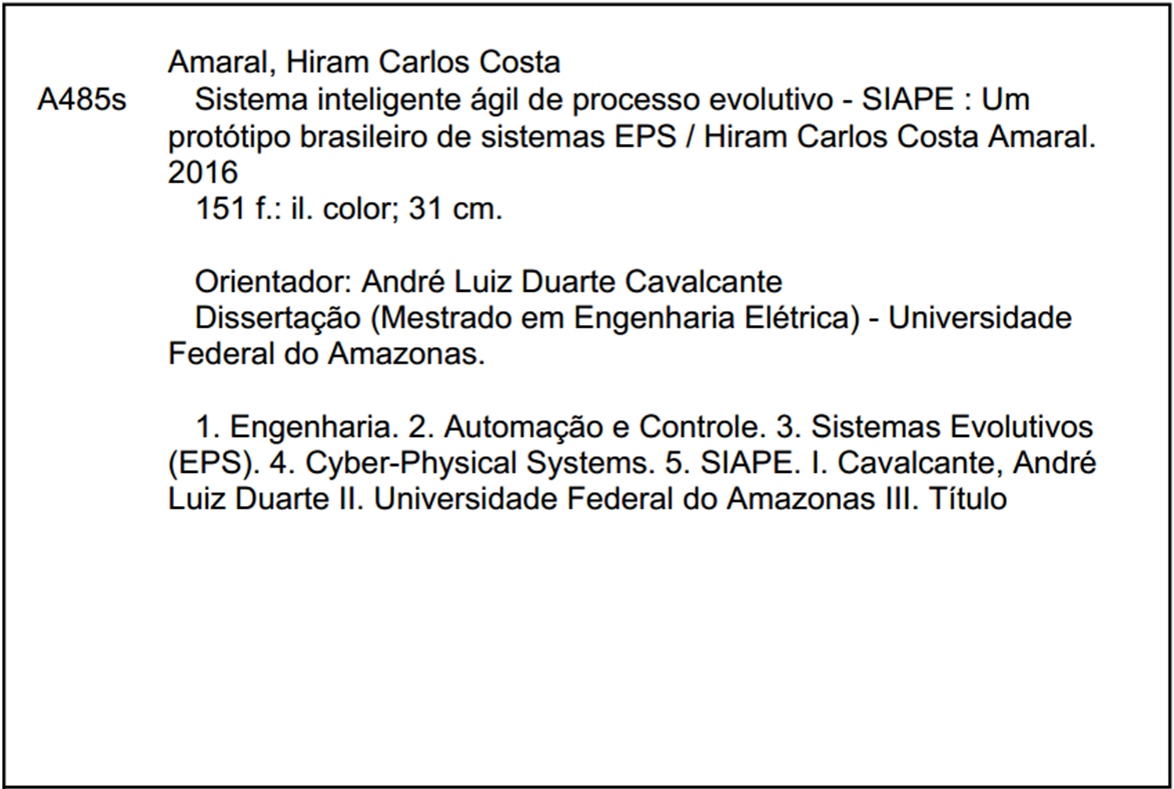 Amaral, Hiram Carlos Costa
A485s Sistema inteligente ágil de processo evolutivo - SIAPE : Um
protótipo brasileiro de sistemas EPS / Hiram Carlos Costa Amaral.
2016
151 f.: il. color; 31 cm.
Orientador: André Luiz Duarte Cavalcante
Dissertação (Mestrado em Engenharia Elétrica) - Universidade
Federal do Amazonas.
1. Engenharia. 2. Automação e Controle. 3. Sistemas Evolutivos
(EPS). 4. Cyber-Physical Systems. 5. SIAPE. I. Cavalcante, André
Luiz Duarte II. Universidade Federal do Amazonas III. Título